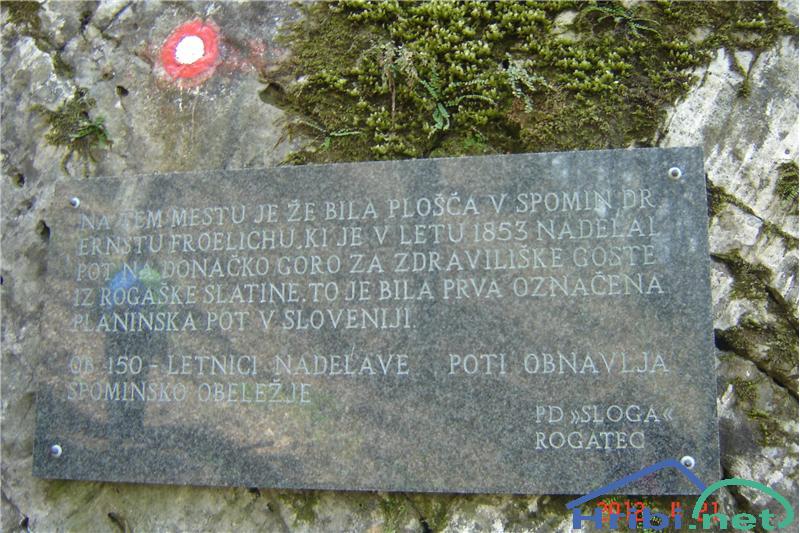 NA TEM MESTU JE ŽE BILA PLOŠČA V SPOMIN DR.
ERNSTU FROELICHU, KI JE V LETU 1853 NADELAL
POT NA DONAČKO GORO ZA ZDRAVILIŠKE GOSTE
IZ ROGAŠKE SLATINE. TO JE BILA PRVA OZNAČENA
PLANINSKA POT V SLOVENIJI.
OB 150 - LETNICI NADELAVE POTI OBNAVLJA
SPOMINSKO OBELEŽJE
PD »SLOGA«
ROGATEC
Hribi.net